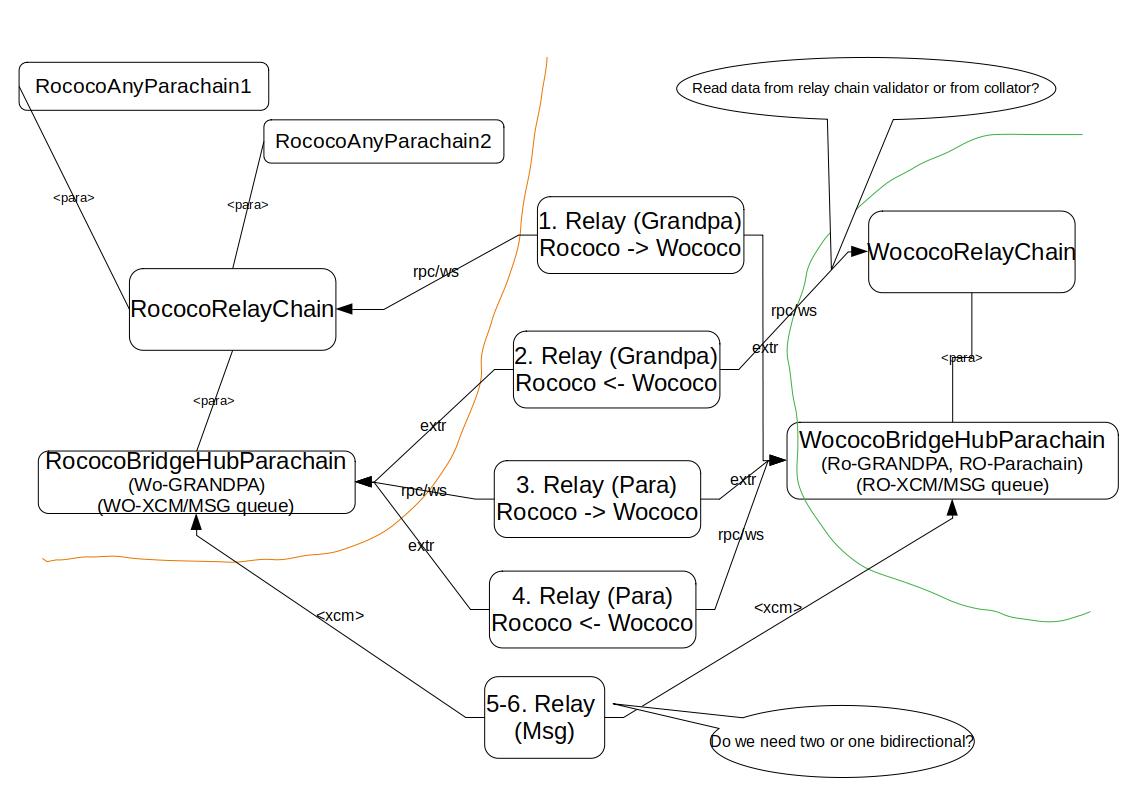 RococoAnyParachain1
RococoAnyParachain2
Read data from relay chain validator or from collator?
<para>
<para>
1. Relay (Grandpa)
Rococo -> Wococo
WococoRelayChain
rpc/ws
RococoRelayChain
rpc/ws
extr
2. Relay (Grandpa)
Rococo <- Wococo
<para>
<para>
extr
RococoBridgeHubParachain
(Wo-GRANDPA)
(WO-XCM/MSG queue)
WococoBridgeHubParachain
(Ro-GRANDPA, RO-Parachain)
(RO-XCM/MSG queue)
rpc/ws
3. Relay (Para)
Rococo -> Wococo
extr
rpc/ws
extr
4. Relay (Para)
Rococo <- Wococo
<xcm>
<xcm>
5-6. Relay
(Msg)
Do we need two or one bidirectional?